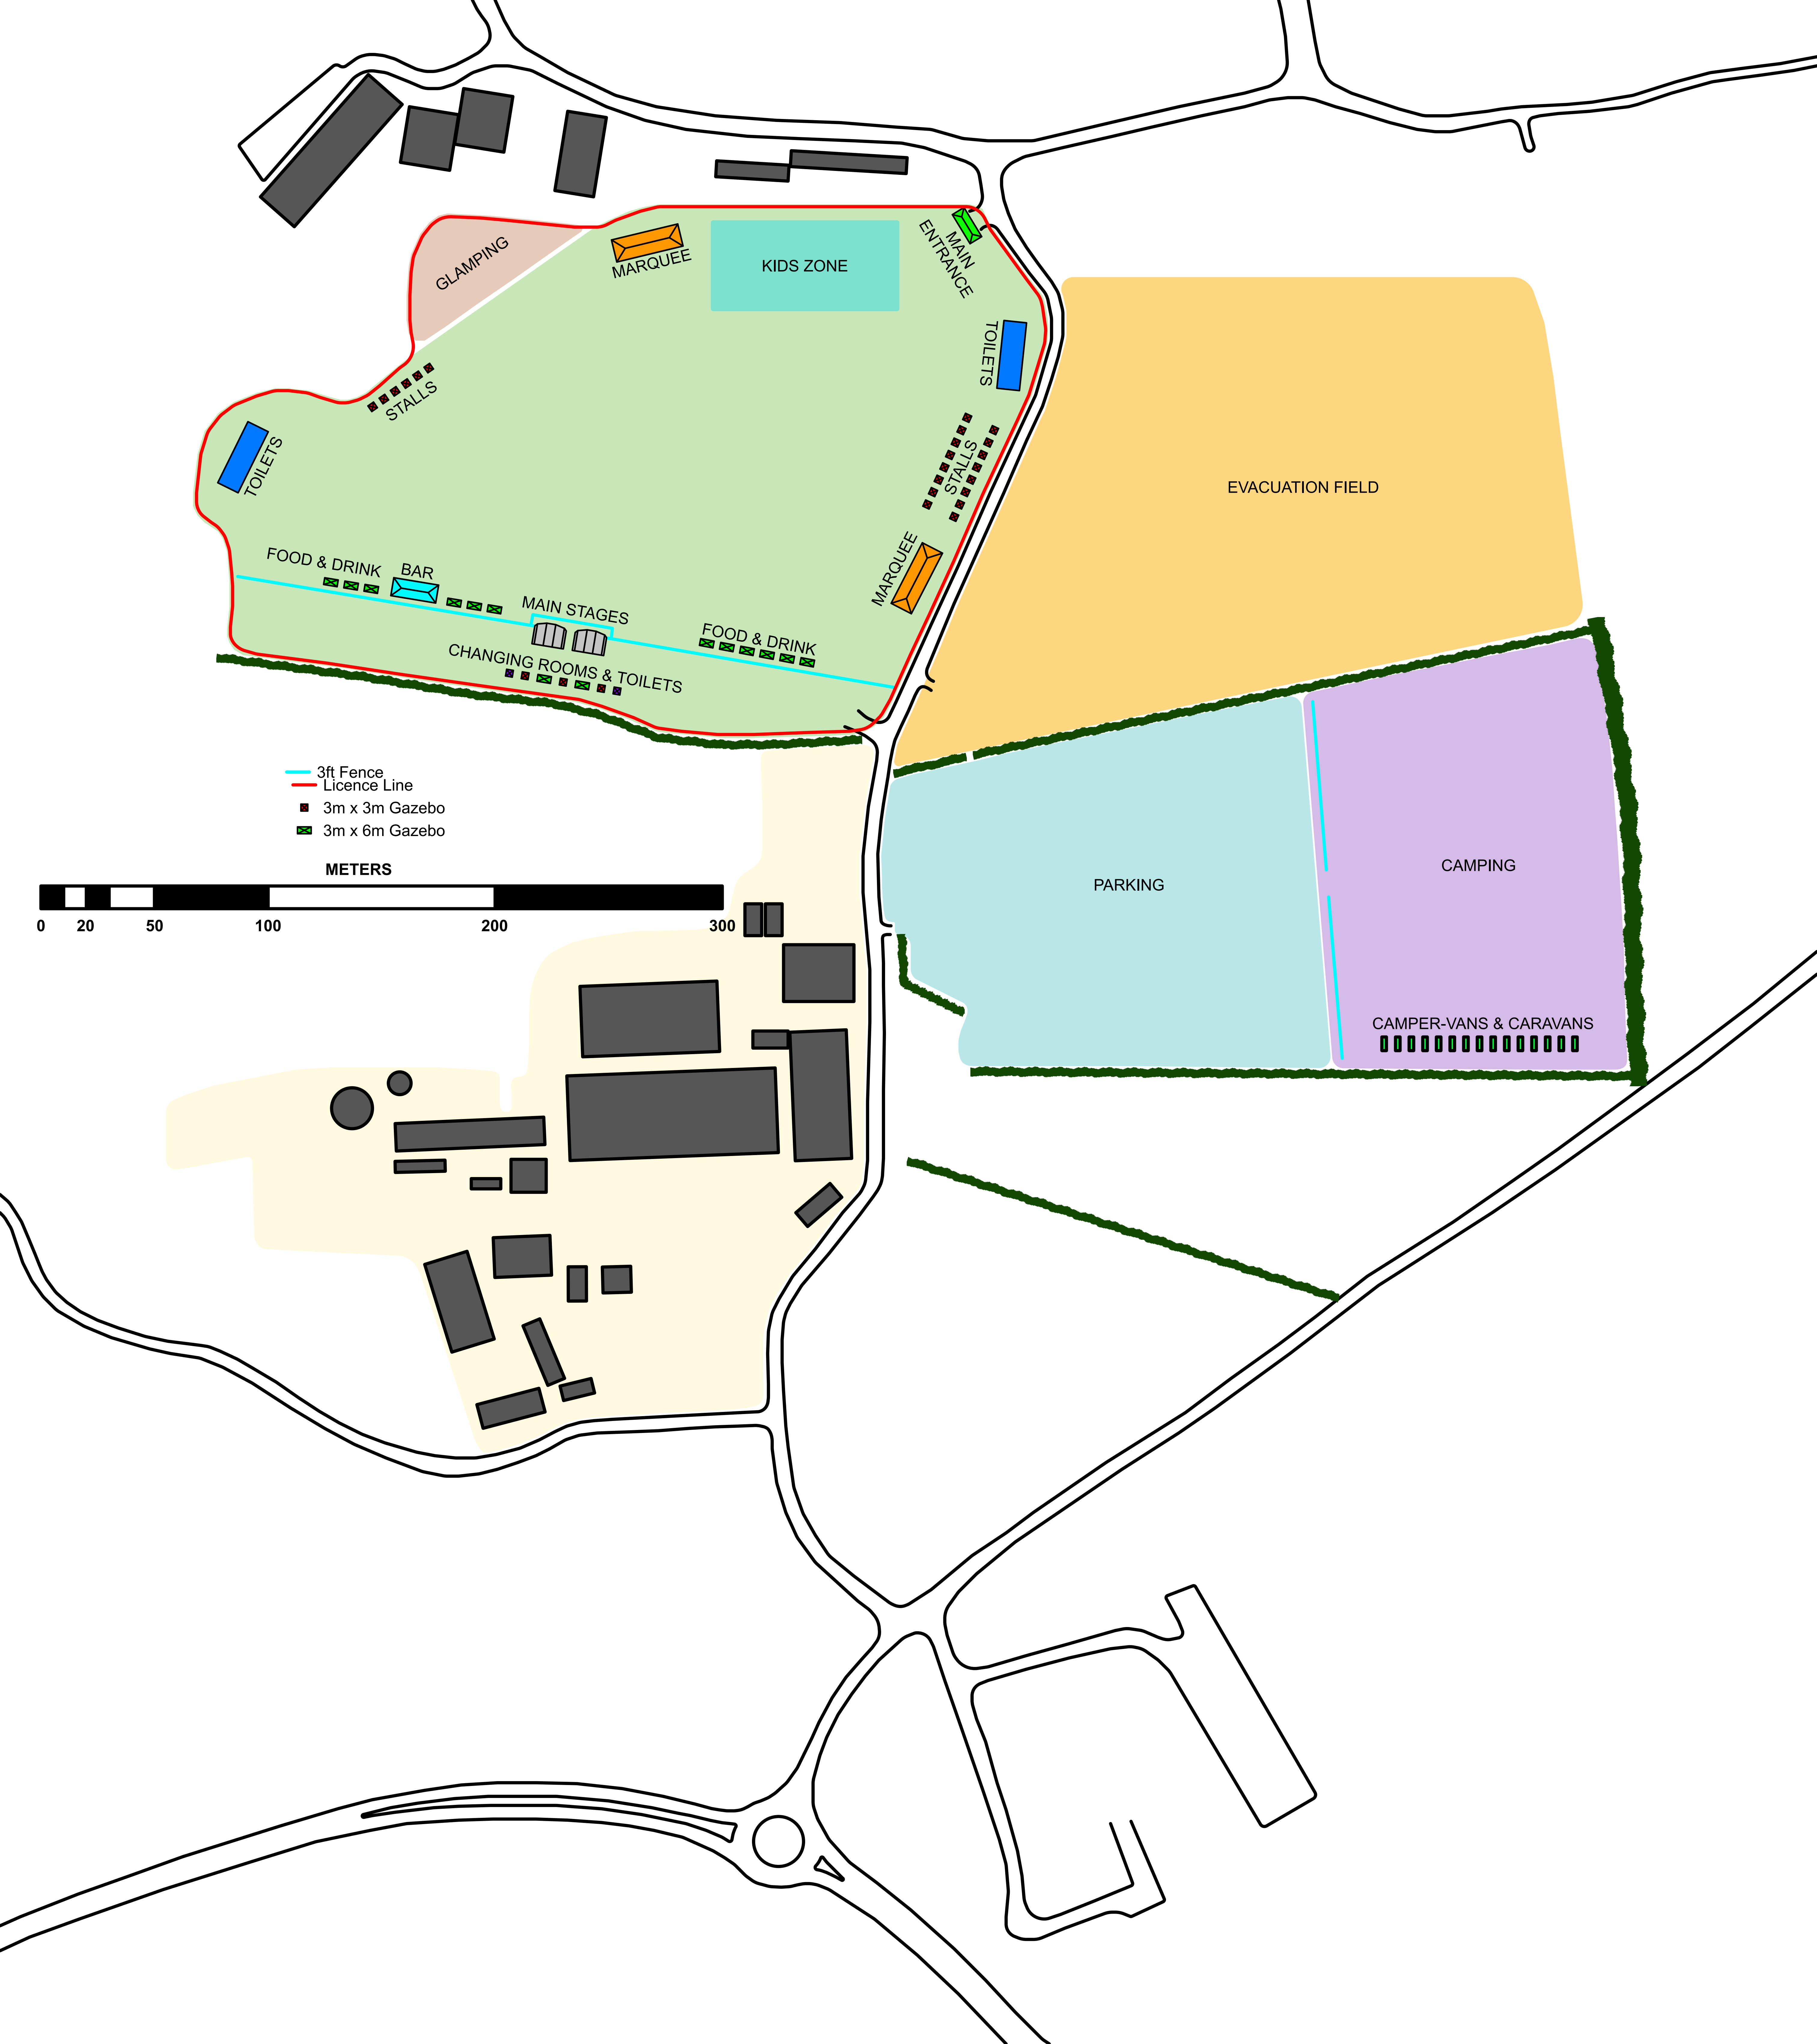 GLAMPING
MARQUEE
KIDS ZONE
MAIN
ENTRANCE
TOILETS
STALLS
TOILETS
STALLS
EVACUATION FIELD
MARQUEE
FOOD & DRINK
BAR
MAIN STAGES
FOOD & DRINK
CHANGING ROOMS & TOILETS
3ft Fence
Licence Line
3m x 3m Gazebo
3m x 6m Gazebo
METERS
0 20 50 100 200 300
PARKING
CAMPING
CAMPER-VANS & CARAVANS